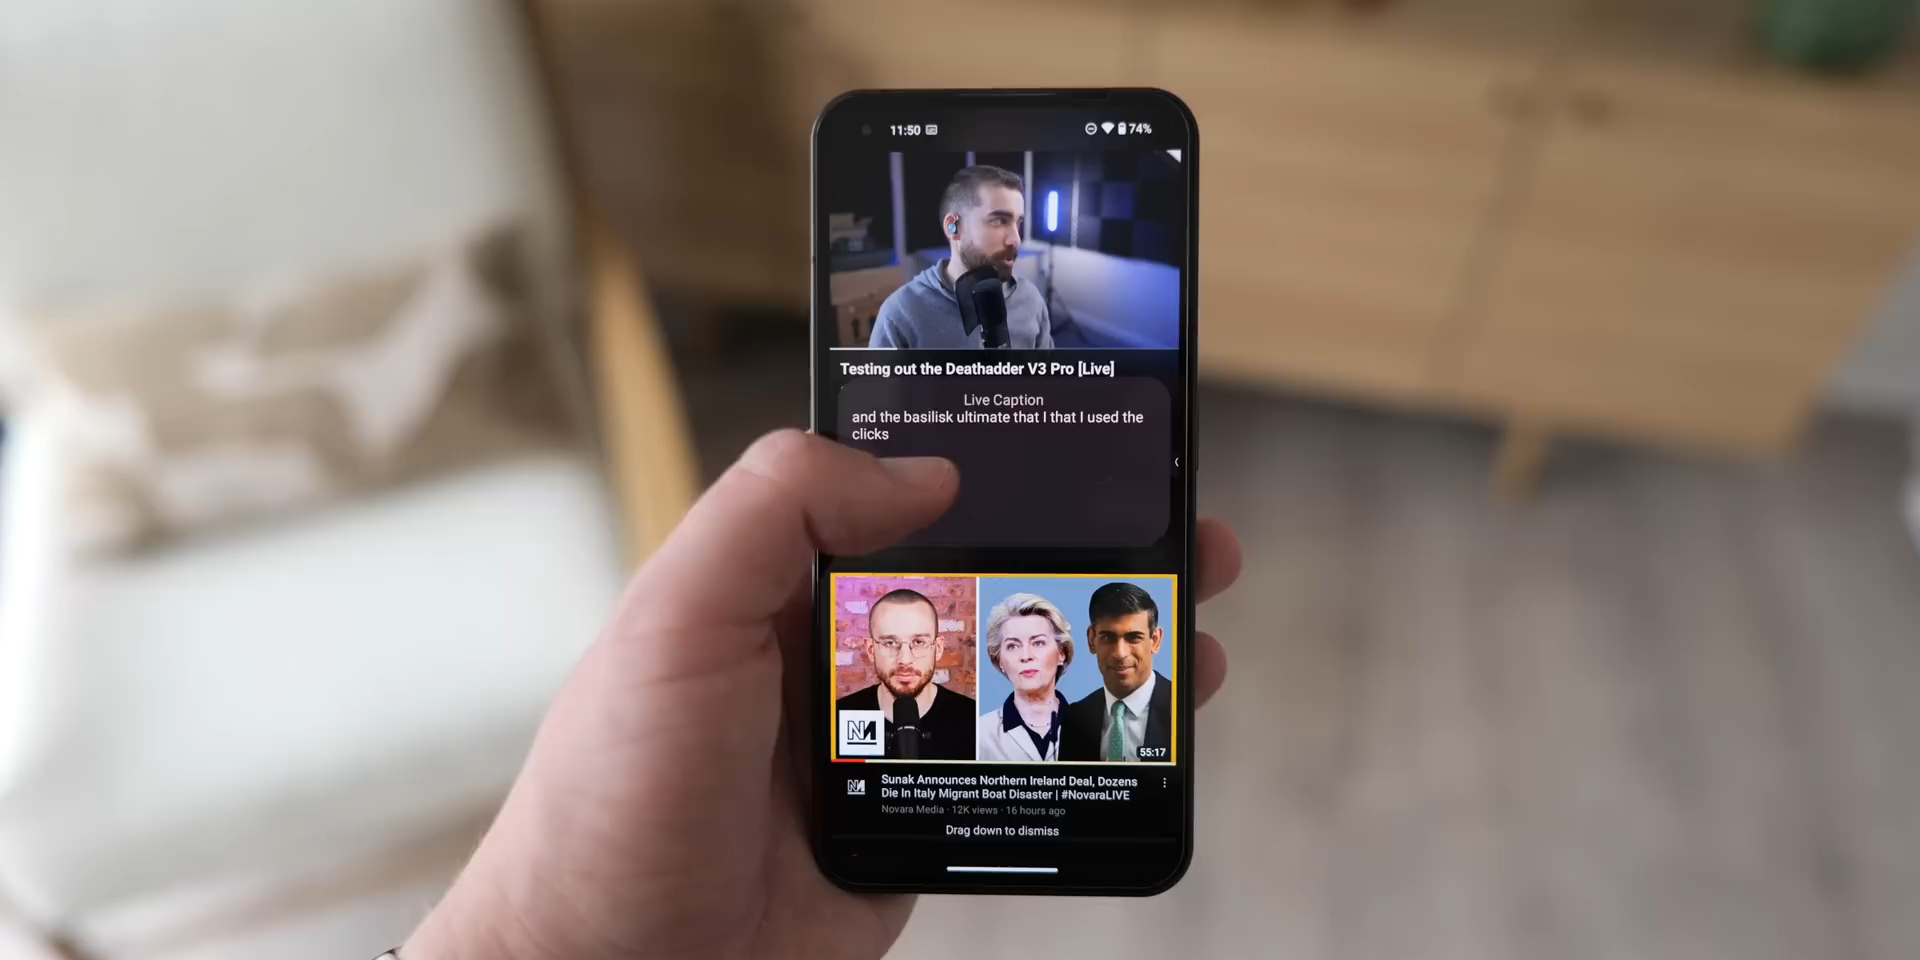 11:50 74%
Testing out the Deathadder V3 Pro [Live]
Live Caption
and the basilisk ultimate that I that I used the
clicks
NM
55:17
NM
Sunak Announces Northern Ireland Deal, Dozens
Die In Italy Migrant Boat Disaster | #NovaraLIVE
Novara Media · 12K views · 16 hours ago
Drag down to dismiss